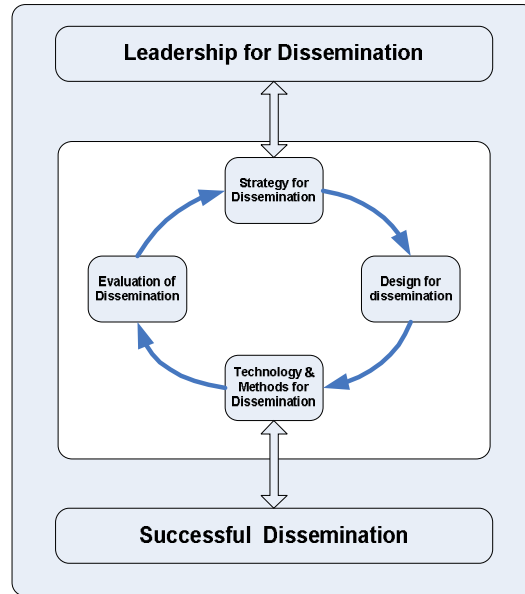 Leadership for Dissemination
Strategy for
Dissemination
Evaluation of
Dissemination
Design for
dissemination
Technology &
Methods for
Dissemination
Successful Dissemination